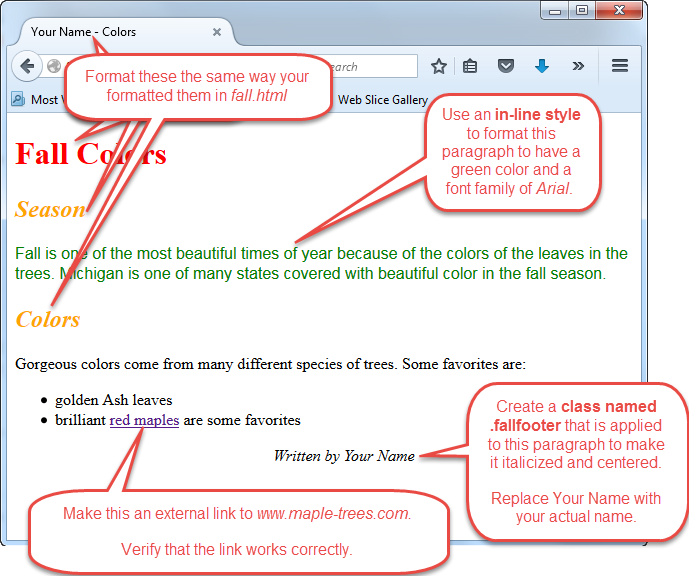 Your Name - Colors
Format these the same way your
formatted them in fall.html
earch
Most
Web Slice Gallery
Use an in-line style
to format this
paragraph to have a
green color and a
font family of Arial.
Fall Colors
Season
Fall is one of the most beautiful times of year because of the colors of the leaves in the
trees. Michigan is one of many states covered with beautiful color in the fall season.
Colors
Gorgeous colors come from many different species of trees. Some favorites are:
• golden Ash leaves
• brilliant red maples are some favorites
Written by Your Name
Create a class named
.fallfooter that is applied
to this paragraph to make
it italicized and centered.
Replace Your Name with
your actual name.
Make this an external link to www.maple-trees.com.
Verify that the link works correctly.